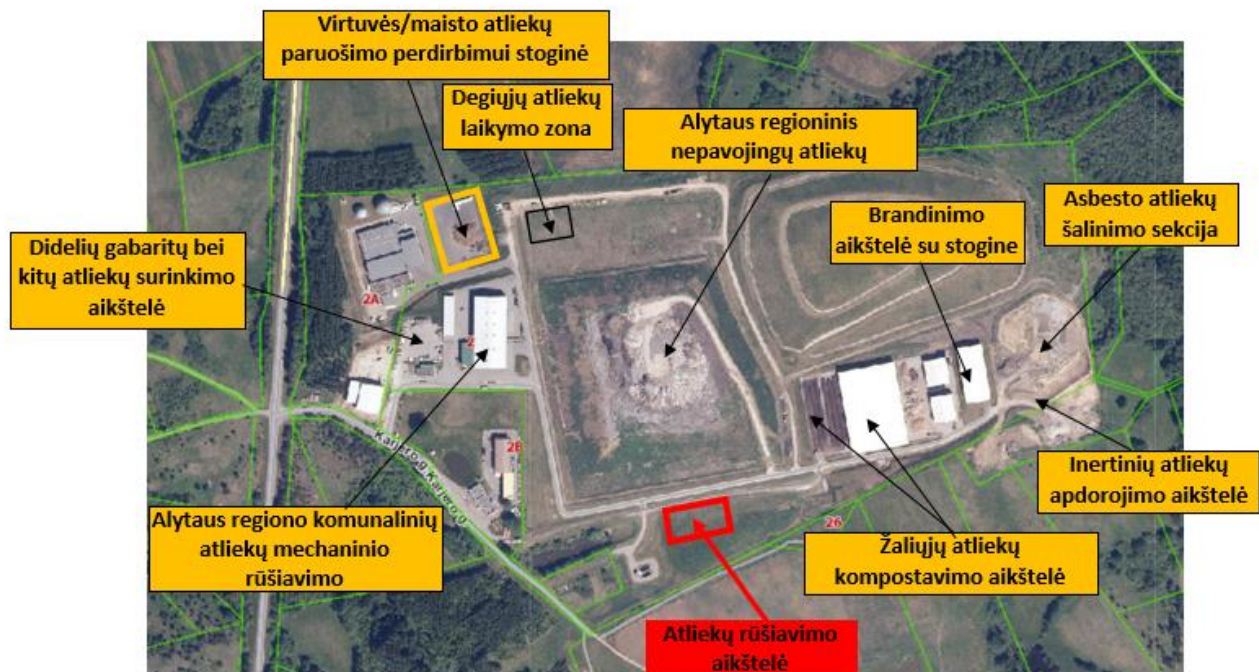 Virtuvės/maisto atliekų
paruošimo perdirbimui stoginė
Degiųjų atliekų
laikymo zona
Alytaus regioninis
nepavojingų atliekų
Asbesto atliekų
šalinimo sekcija
Brandinimo
aikštelė su stogine
Didelių gabaritų bei
kitų atliekų surinkimo
aikštelė
2A
2
2B
Karjero g.
Karjero g.
Alytaus regiono komunalinių
atliekų mechaninio
rūšiavimo
26
Inertinių atliekų
apdorojimo aikštelė
Žaliųjų atliekų
kompostavimo aikštelė
Atliekų rūšiavimo
aikštelė